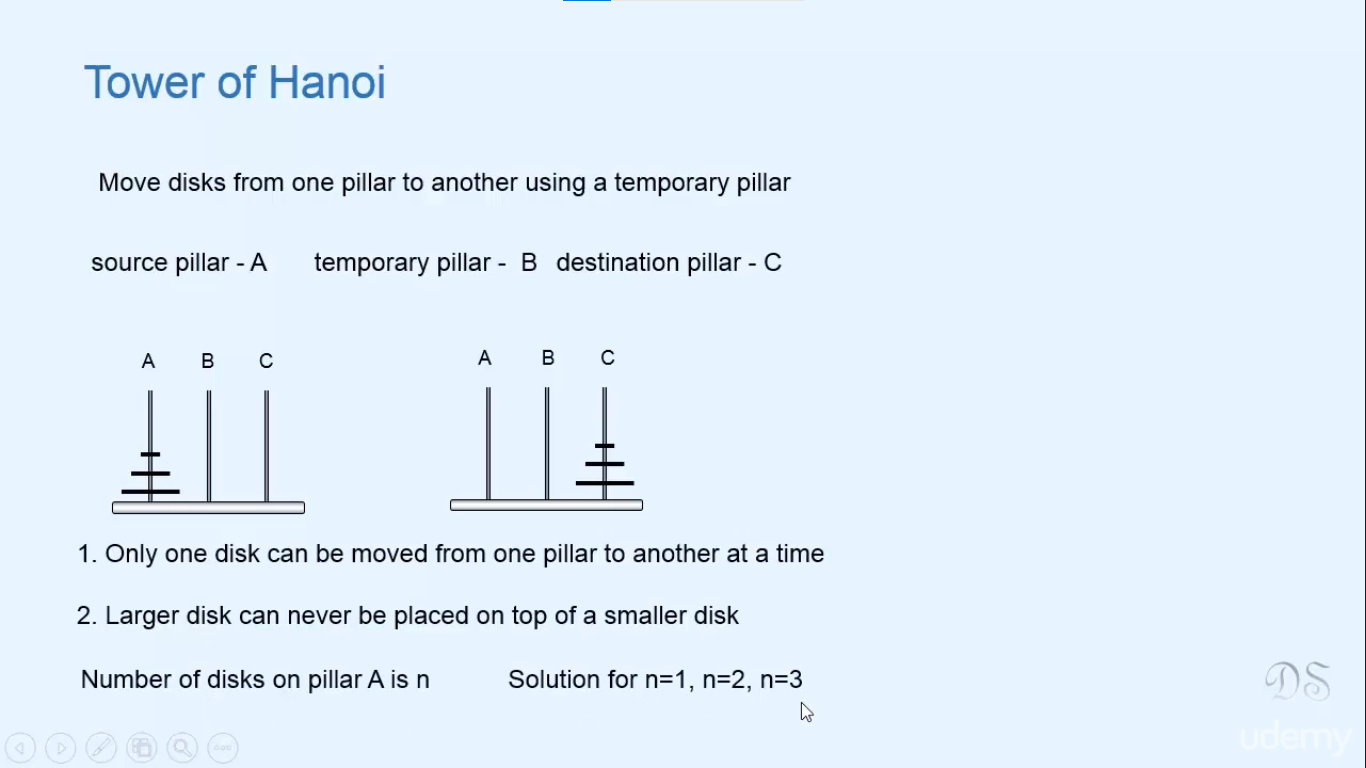 Tower of Hanoi
Move disks from one pillar to another using a temporary pillar
source pillar - A temporary pillar - B destination pillar - C
A B C A B C
1. Only one disk can be moved from one pillar to another at a time
2. Larger disk can never be placed on top of a smaller disk
Number of disks on pillar A is n Solution for n=1, n=2, n=3
DS
udemy